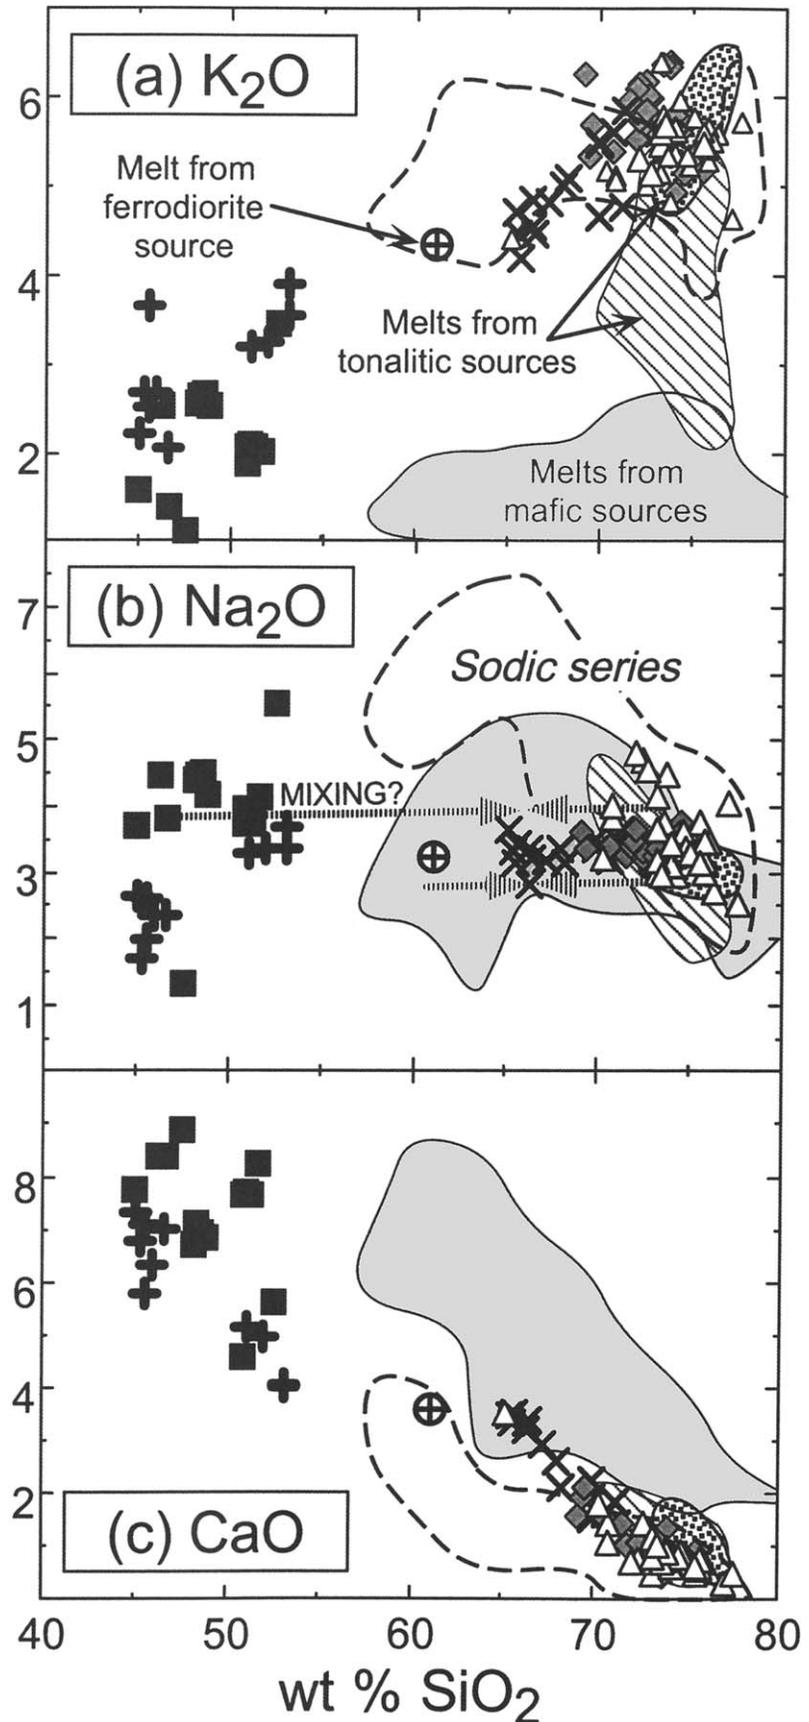 (a) K2O
6
Melt from
ferrodiorite
source
4
Melts from
tonalitic sources
2
Melts from
mafic sources
(b) Na2O
7
Sodic series
5
MIXING?
3
1
8
6
4
2
(c) CaO
40 50 60 70 80
wt % SiO2